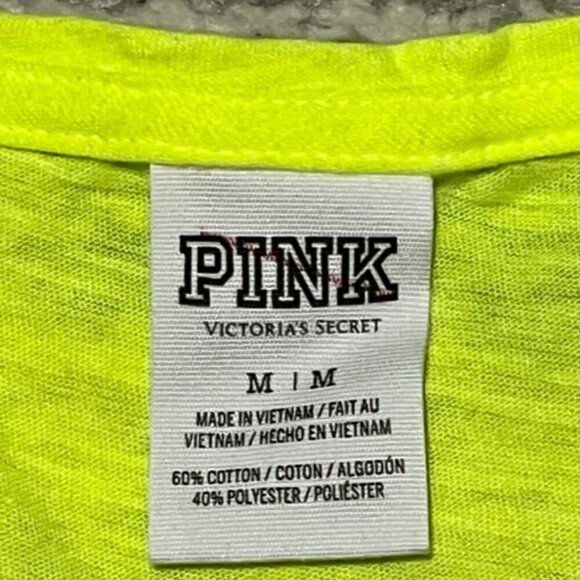 PINK
VICTORIA'S SECRET
M | M
MADE IN VIETNAM / FAIT AU
VIETNAM / HECHO EN VIETNAM
60% COTTON / COTON / ALGODÓN
40% POLYESTER / POLIÉSTER